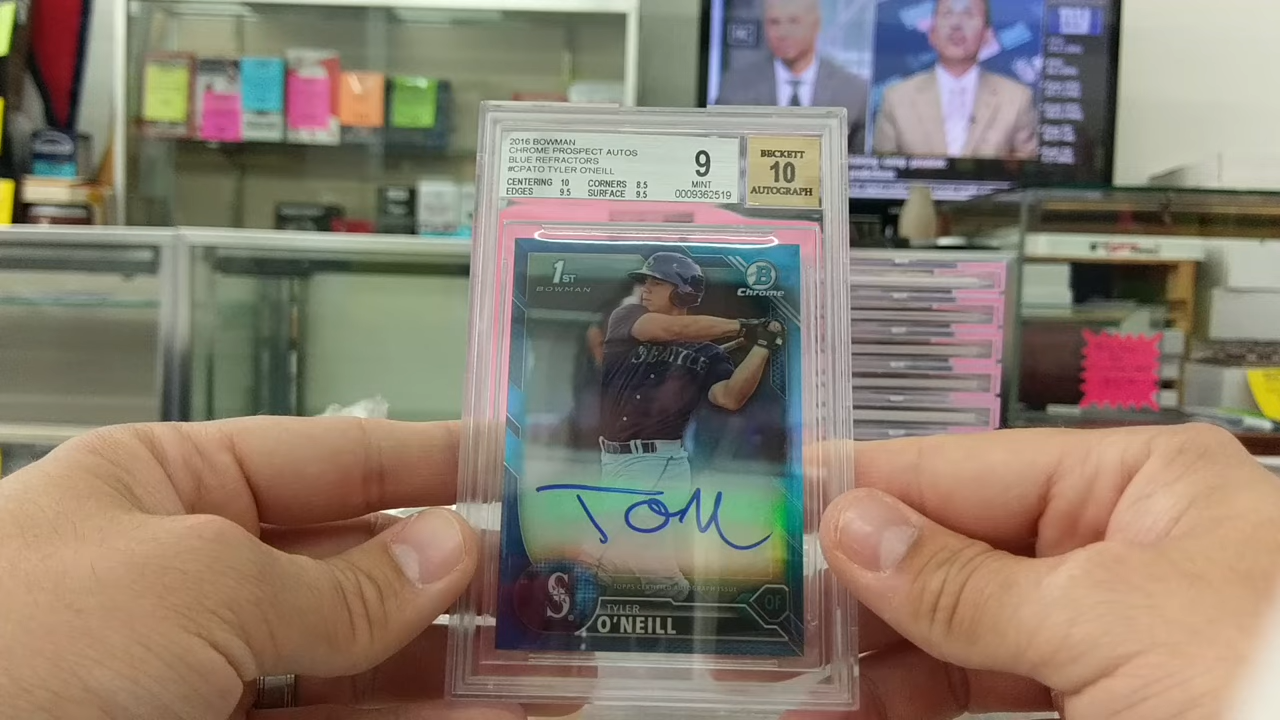 2016 BOWMAN
CHROME PROSPECT AUTOS
BLUE REFRACTORS
#CPATO TYLER O'NEILL
CENTERING 10 CORNERS 8.5
EDGES 9.5 SURFACE 9.5
9
MINT
0009362519
BECKETT
10
AUTOGRAPH
1ST
BOWMAN
B
Chrome
SEATTLE
TOPPS CERTIFIED AUTOGRAPH ISSUE
S
OF
TYLER
O'NEILL